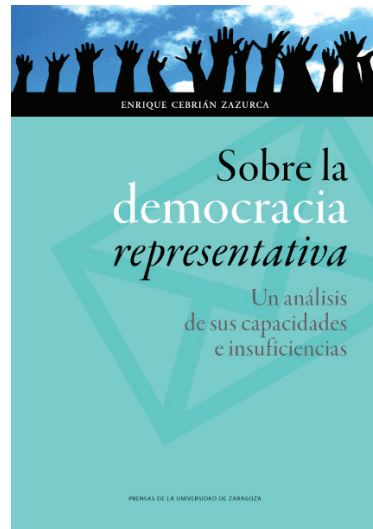 ENRIQUE CEBRIÁN ZAZURCA
Sobre la
democracia
representativa
Un análisis
de sus capacidades
e insuficiencias
PRENSAS DE LA UNIVERSIDAD DE ZARAGOZA